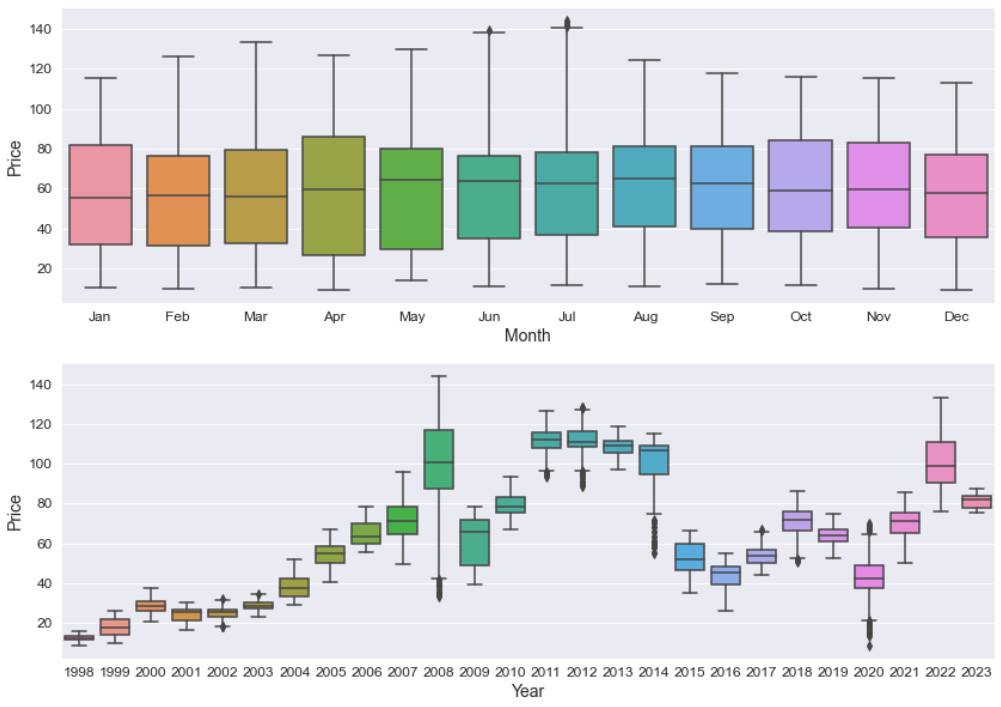 Price
140
120
100
80
60
40
20
Jan Feb Mar Apr May Jun Jul Aug Sep Oct Nov Dec
Month
Price
140
120
100
80
60
40
20
1998 1999 2000 2001 2002 2003 2004 2005 2006 2007 2008 2009 2010 2011 2012 2013 2014 2015 2016 2017 2018 2019 2020 2021 2022 2023
Year